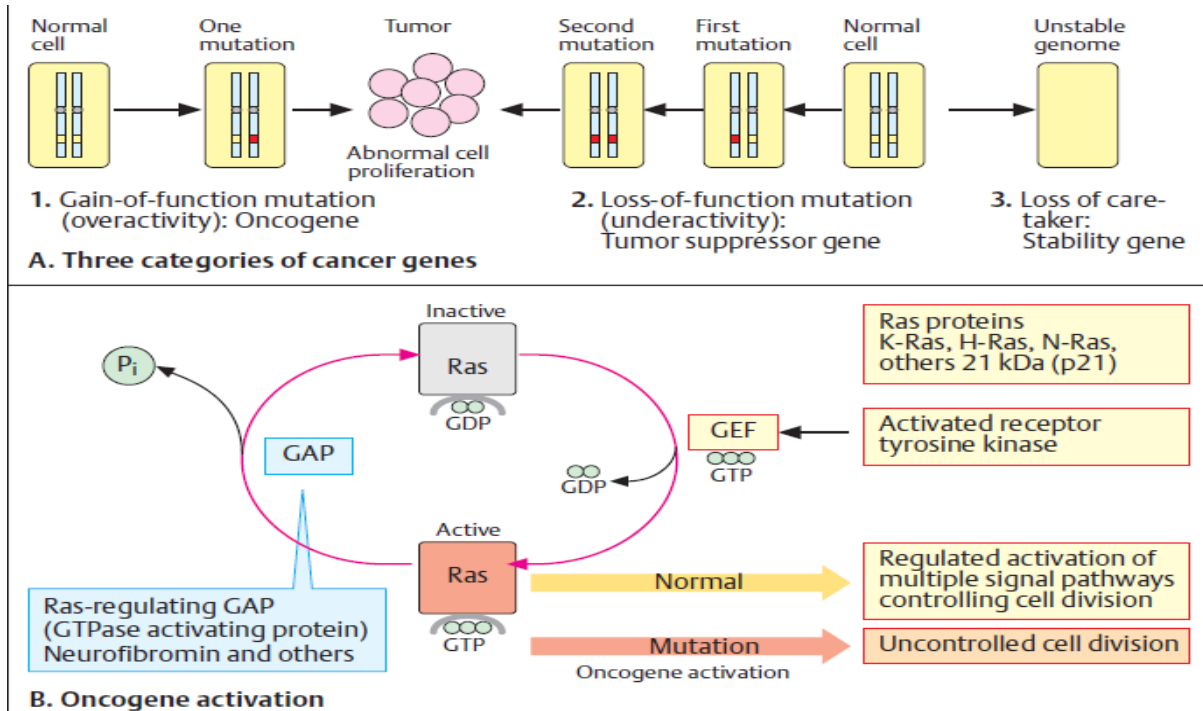 Normal cell
One mutation
Tumor
Second mutation
First mutation
Normal cell
Unstable genome
Abnormal cell
proliferation
1. Gain-of-function mutation
(overactivity): Oncogene
2. Loss-of-function mutation
(underactivity):
Tumor suppressor gene
3. Loss of care-
taker:
Stability gene
A. Three categories of cancer genes
Inactive
Ras
GDP
Pi
GAP
GDP
GEF
GTP
Ras proteins
K-Ras, H-Ras, N-Ras,
others 21 kDa (p21)
Activated receptor
tyrosine kinase
Active
Ras
GTP
Normal
Regulated activation of
multiple signal pathways
controlling cell division
Mutation
Oncogene activation
Uncontrolled cell division
Ras-regulating GAP
(GTPase activating protein)
Neurofibromin and others
B. Oncogene activation